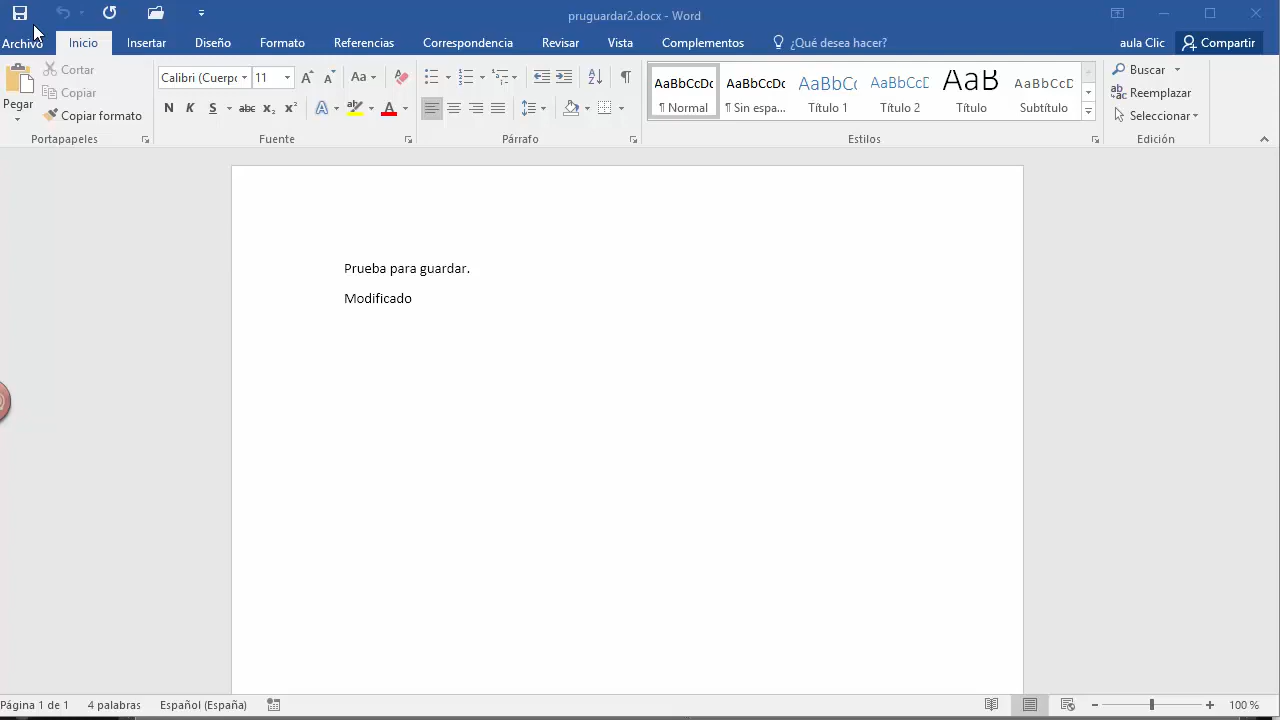 pruguardar2.docx - Word
Archivo Inicio Insertar Diseño Formato Referencias Correspondencia Revisar Vista Complementos ¿Qué desea hacer? aula Clic Compartir
Pegar
Cortar
Copiar
Copiar formato
Portapapeles
Calibri (Cuerpo 11 Aa
N K S abc x₂ x² A A
Fuente
Párrafo
AaBbCcDc AaBbCcDc AaBbC( AaBbCcE AaB AaBbCcD
¶ Normal ¶ Sin espa... Título 1 Título 2 Título Subtítulo
Estilos
Buscar
Reemplazar
Seleccionar
Edición
Prueba para guardar.
Modificado
Página 1 de 1 4 palabras Español (España) 100 %